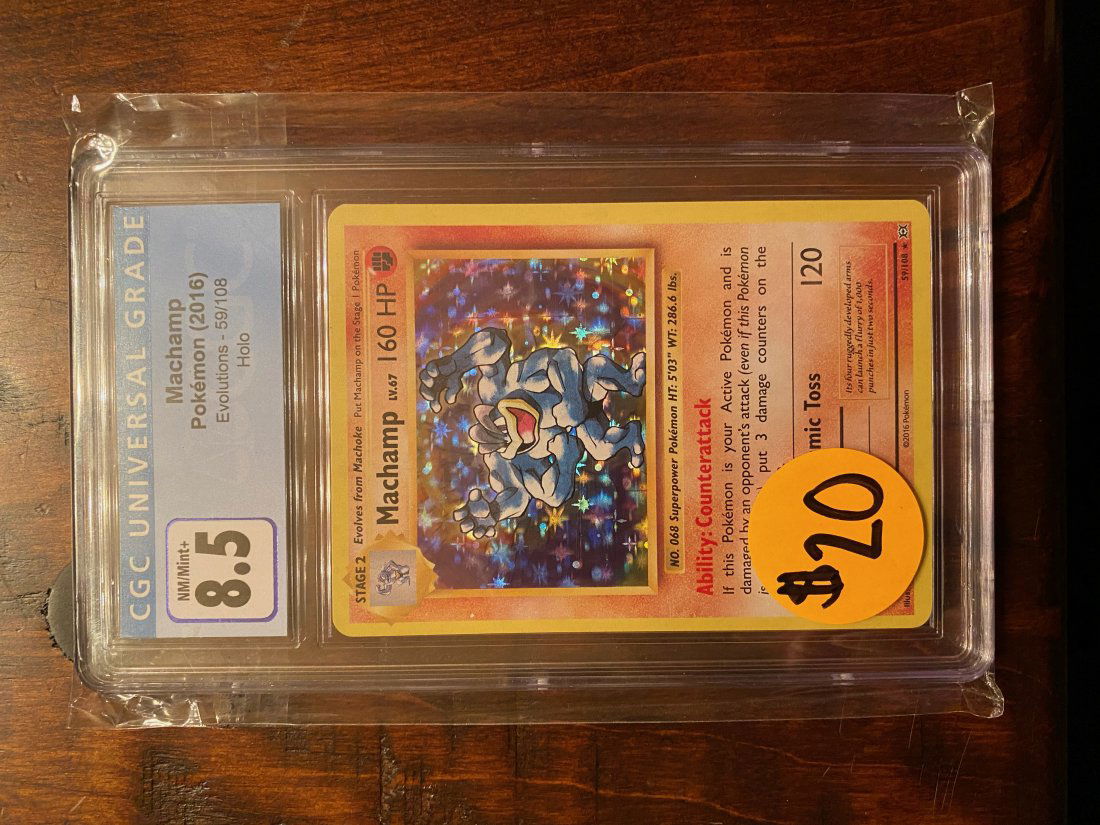 CGC UNIVERSAL GRADE
NM/Mint+
8.5
Machamp
Pokémon (2016)
Evolutions - 59/108
Holo
STAGE 2 Evolves from Machoke Put Machamp on the Stage 1 Pokémon
Machamp LV.67 160 HP
NO. 068 Superpower Pokémon HT: 5'03" WT: 286.6 lbs.
Ability: Counterattack
If this Pokémon is your Active Pokémon and is
damaged by an opponent's attack (even if this Pokémon
put 3 damage counters on the
mic Toss 120
Its four ruggedly developed arms
can launch a flurry of 1,000
punches in just two seconds.
Illus
©2016 Pokémon
59/108 ★
$20